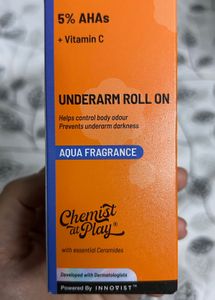 5% AHAs
+ Vitamin C
UNDERARM ROLL ON
Helps control body odour
Prevents underarm darkness
AQUA FRAGRANCE
Chemist
at Play®
with essential Ceramides
Developed with Dermatologists
Powered By INNOVIST™